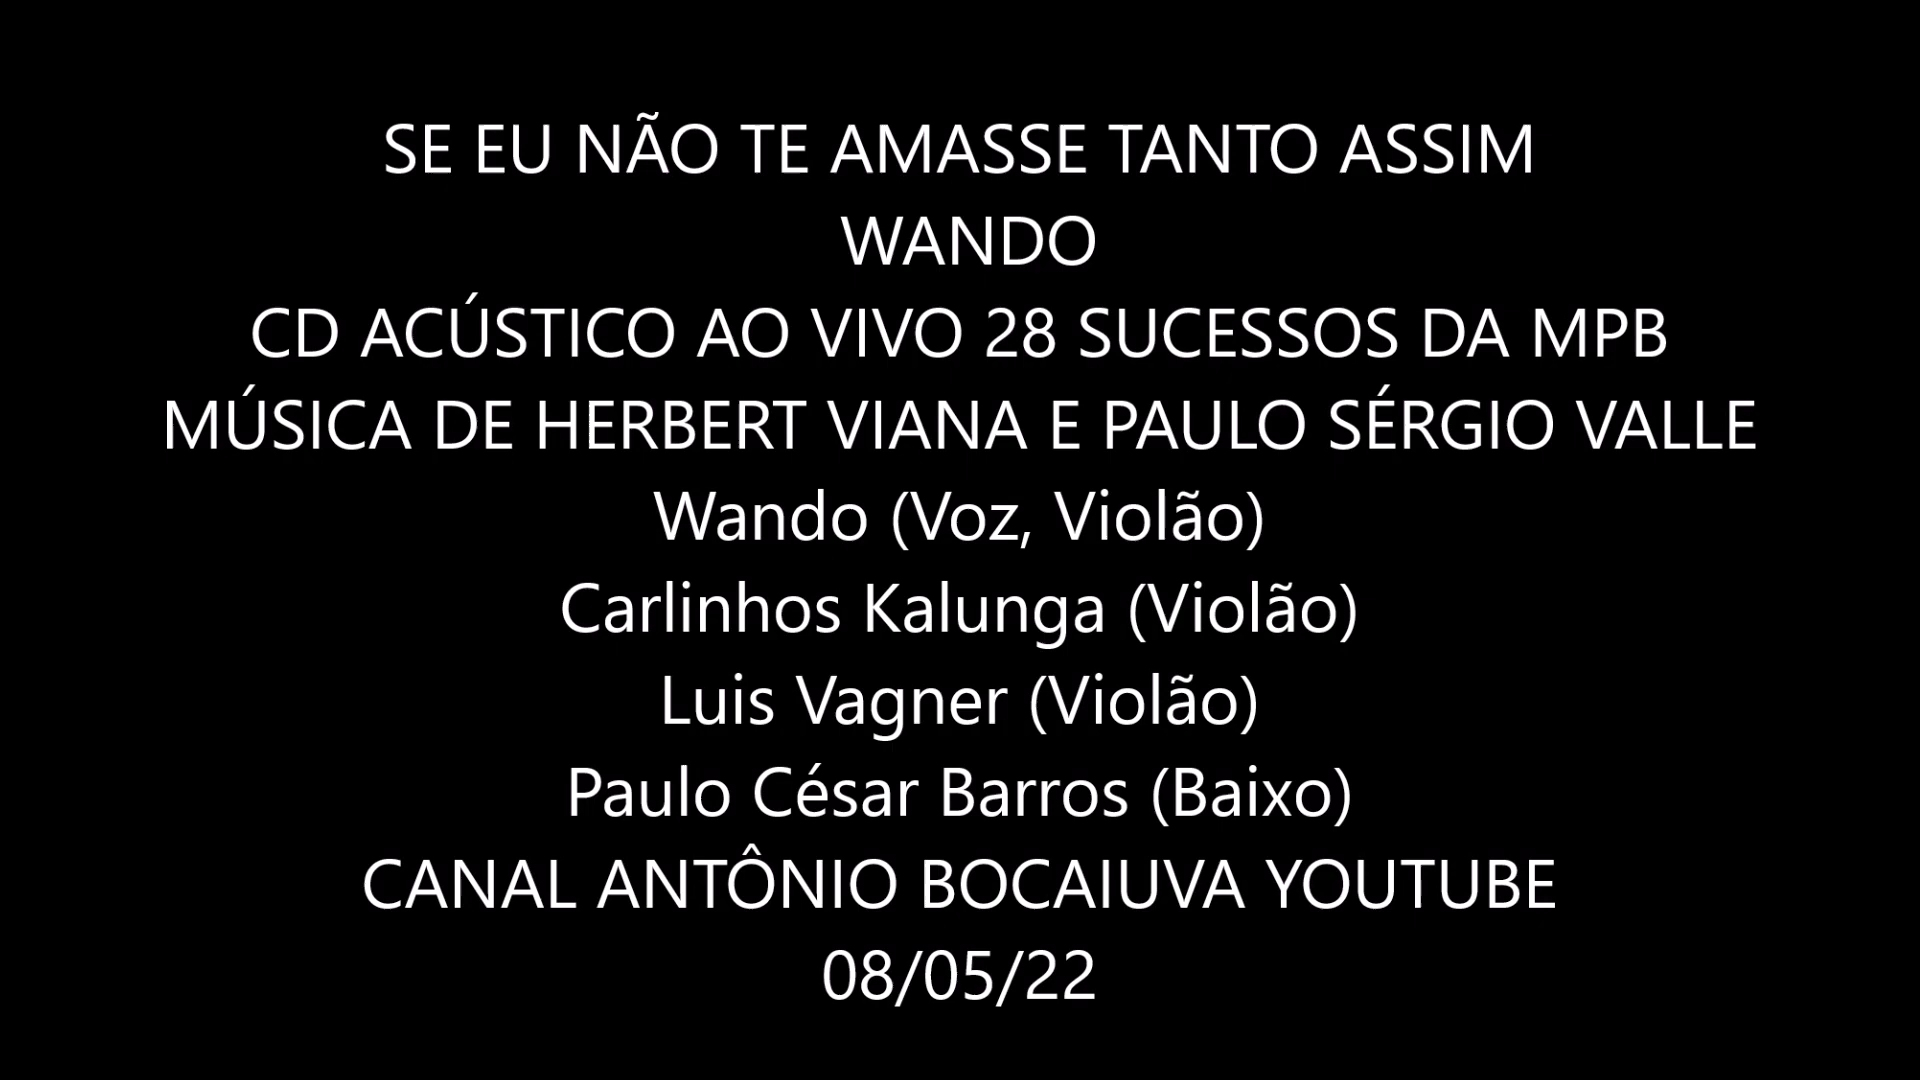 SE EU NÃO TE AMASSE TANTO ASSIM
WANDO
CD ACÚSTICO AO VIVO 28 SUCESSOS DA MPB
MÚSICA DE HERBERT VIANA E PAULO SÉRGIO VALLE
Wando (Voz, Violão)
Carlinhos Kalunga (Violão)
Luis Vagner (Violão)
Paulo César Barros (Baixo)
CANAL ANTÔNIO BOCAIUVA YOUTUBE
08/05/22